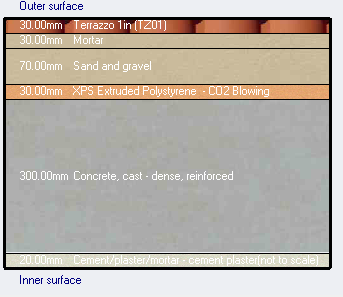 Outer surface
30.00mm Terrazzo 1in (TZ01)
30.00mm Mortar
70.00mm Sand and gravel
30.00mm XPS Extruded Polystyrene - CO2 Blowing
300.00mm Concrete, cast - dense, reinforced
20.00mm Cement/plaster/mortar - cement plaster(not to scale)
Inner surface